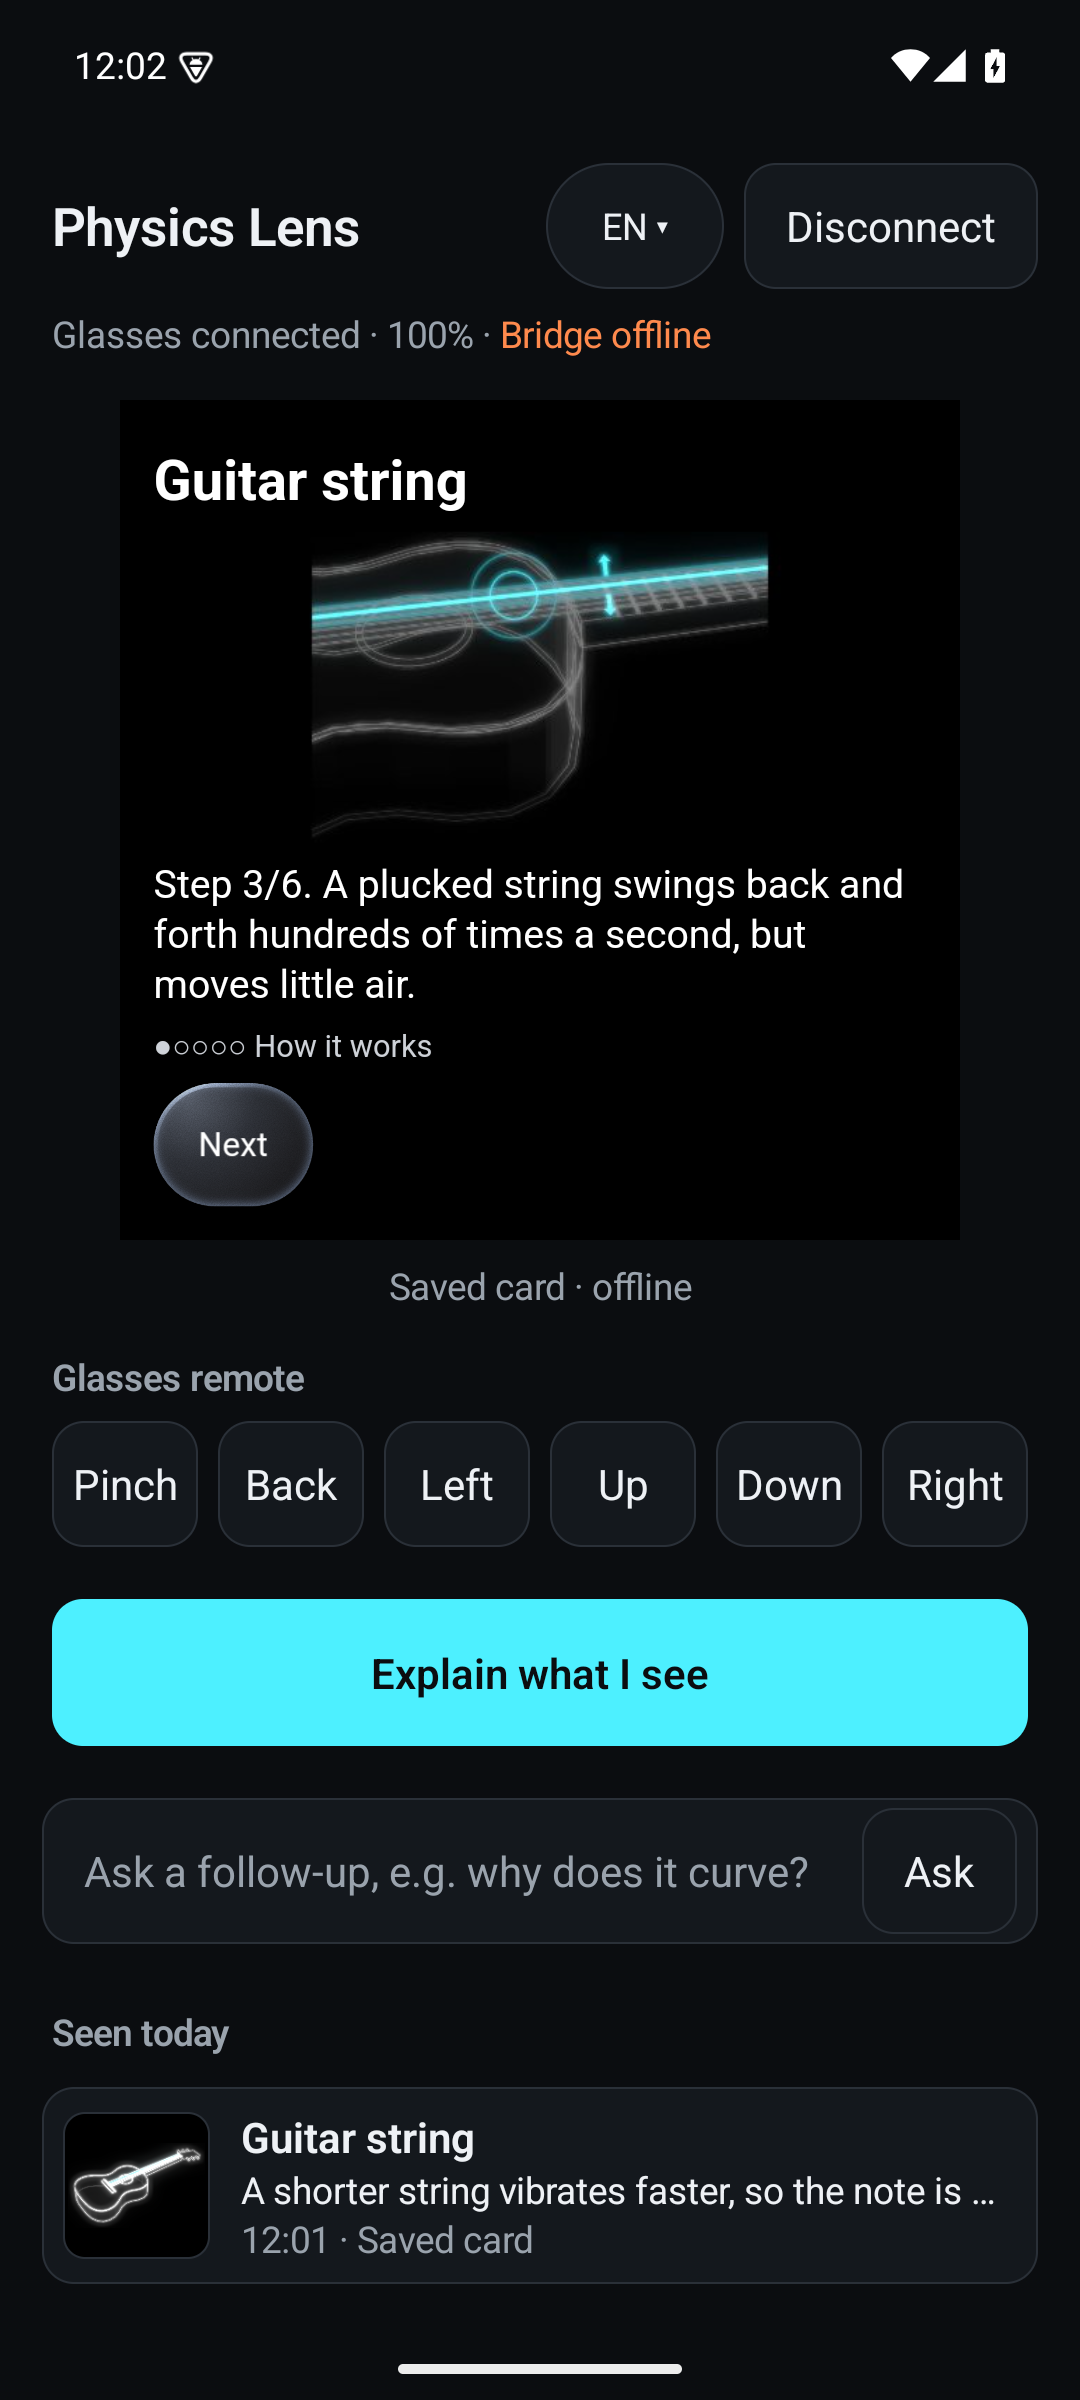 12:02
Physics Lens
EN ▾
Disconnect
Glasses connected · 100% · Bridge offline
Guitar string
Step 3/6. A plucked string swings back and
forth hundreds of times a second, but
moves little air.
●○○○○ How it works
Next
Saved card · offline
Glasses remote
Pinch
Back
Left
Up
Down
Right
Explain what I see
Ask a follow-up, e.g. why does it curve?
Ask
Seen today
Guitar string
A shorter string vibrates faster, so the note is ...
12:01 · Saved card